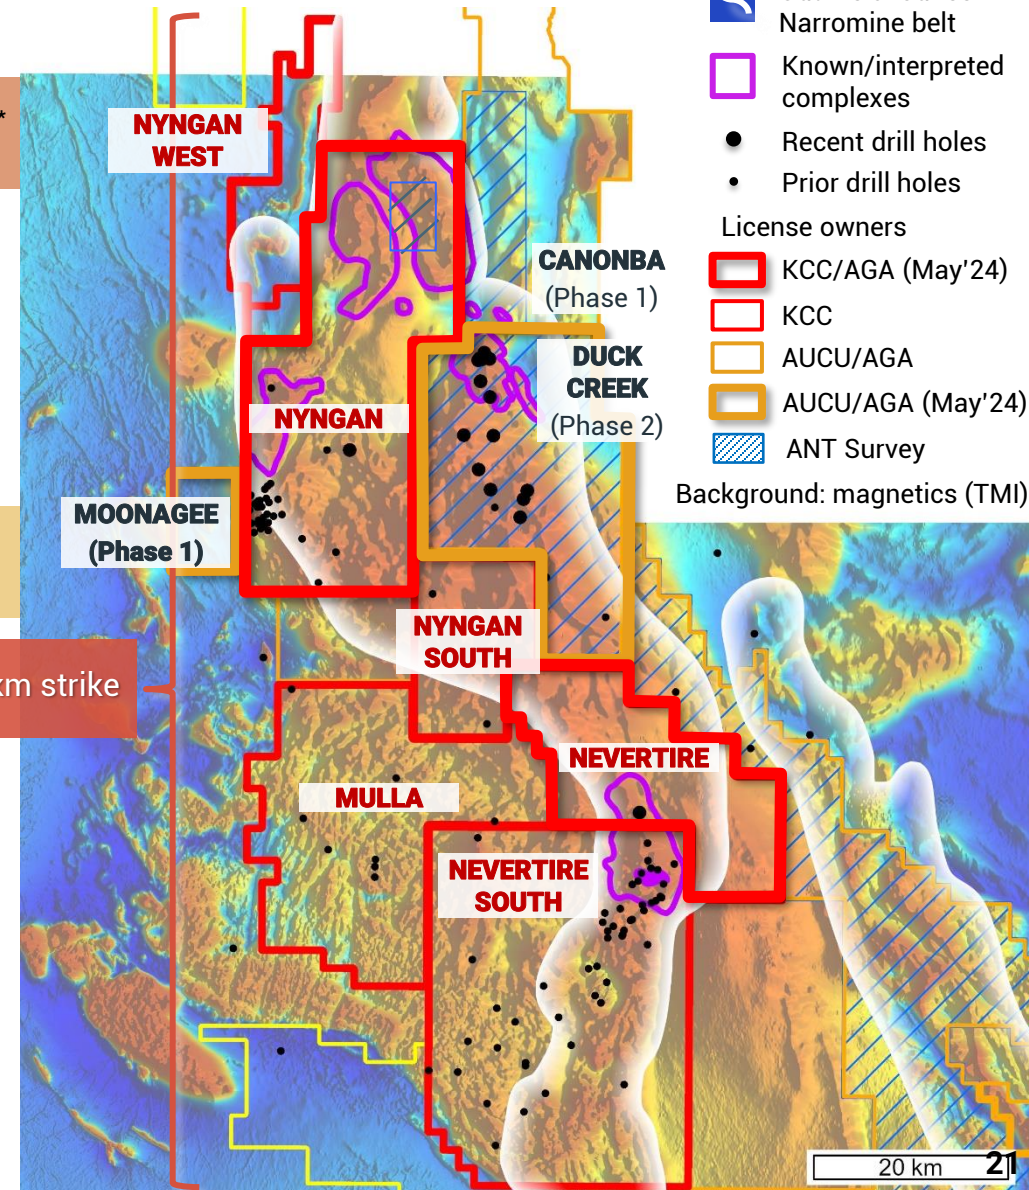 Narromine belt
Known/interpreted
complexes
Recent drill holes
Prior drill holes
License owners
KCC/AGA (May'24)
KCC
AUCU/AGA
AUCU/AGA (May'24)
ANT Survey
Background: magnetics (TMI)
*
NYNGAN
WEST
CANONBA
(Phase 1)
DUCK
CREEK
(Phase 2)
NYNGAN
MOONAGEE
(Phase 1)
NYNGAN
SOUTH
km strike
NEVERTIRE
MULLA
NEVERTIRE
SOUTH
20 km
21